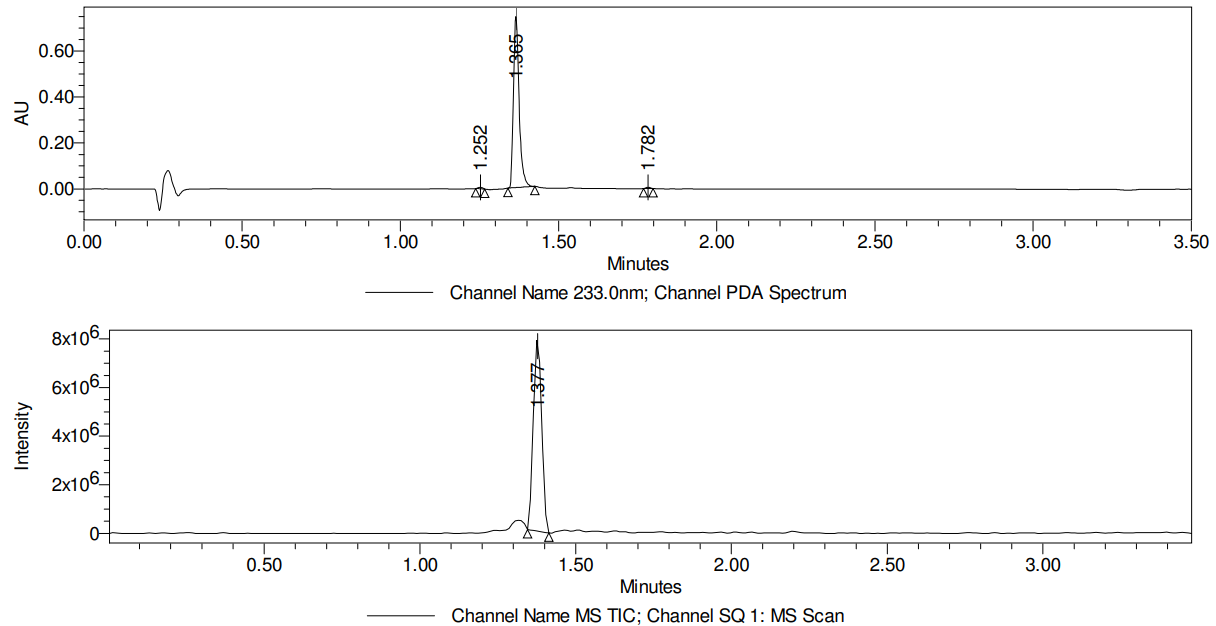 0.60
0.40
0.20
0.00
AU
1.252
1.365
1.782
0.00 0.50 1.00 1.50 2.00 2.50 3.00 3.50
Minutes
Channel Name 233.0nm; Channel PDA Spectrum
8x10⁶
6x10⁶
4x10⁶
2x10⁶
0
Intensity
1.377
0.50 1.00 1.50 2.00 2.50 3.00
Minutes
Channel Name MS TIC; Channel SQ 1: MS Scan